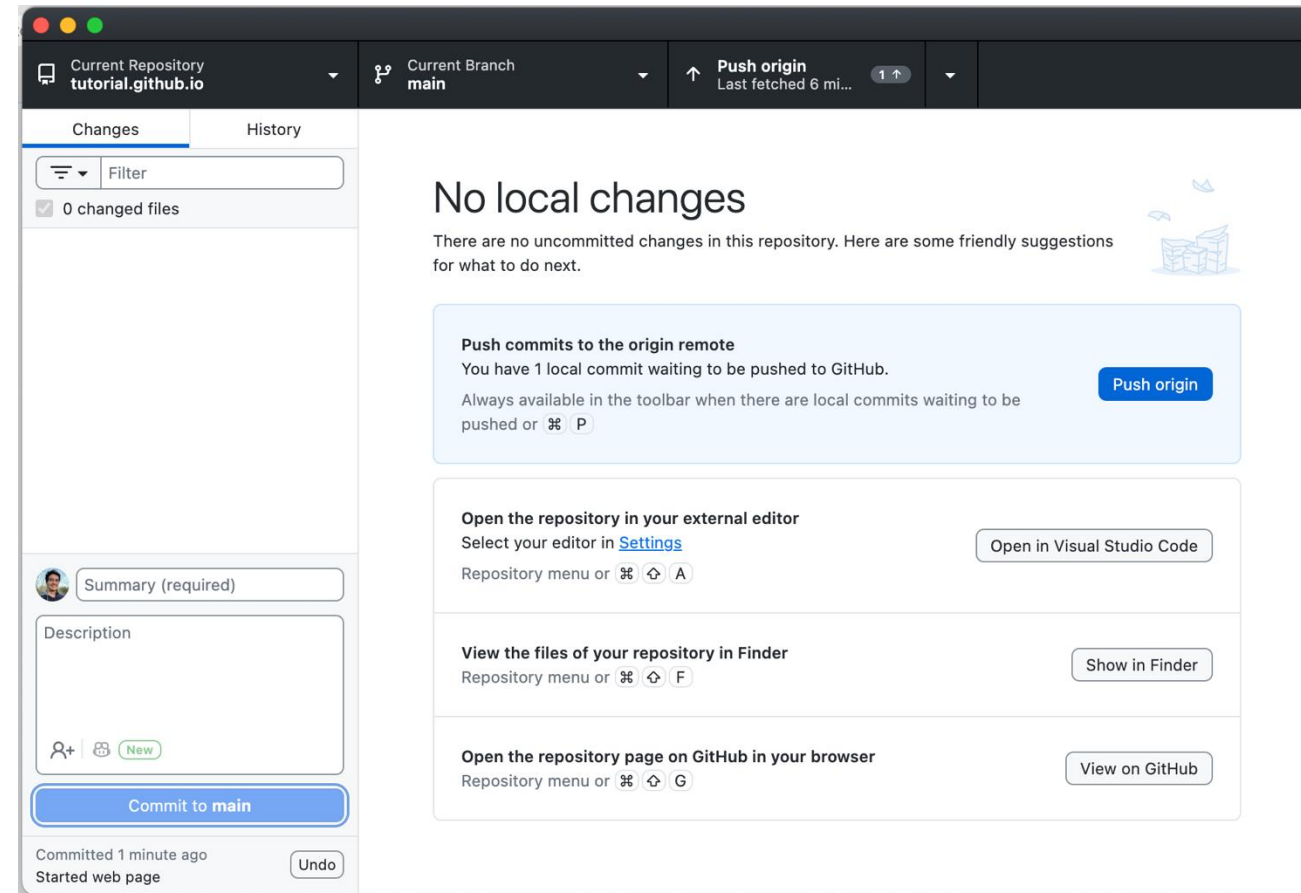 Current Repository
tutorial.github.io
Current Branch
main
Push origin
Last fetched 6 mi...
1 ↑
Changes
History
Filter
0 changed files
No local changes
There are no uncommitted changes in this repository. Here are some friendly suggestions
for what to do next.
Push commits to the origin remote
You have 1 local commit waiting to be pushed to GitHub.
Always available in the toolbar when there are local commits waiting to be
pushed or ⌘ P
Push origin
Open the repository in your external editor
Select your editor in Settings
Repository menu or ⌘ ⇧ A
Open in Visual Studio Code
View the files of your repository in Finder
Repository menu or ⌘ ⇧ F
Show in Finder
Open the repository page on GitHub in your browser
Repository menu or ⌘ ⇧ G
View on GitHub
Summary (required)
Description
New
Commit to main
Committed 1 minute ago
Started web page
Undo